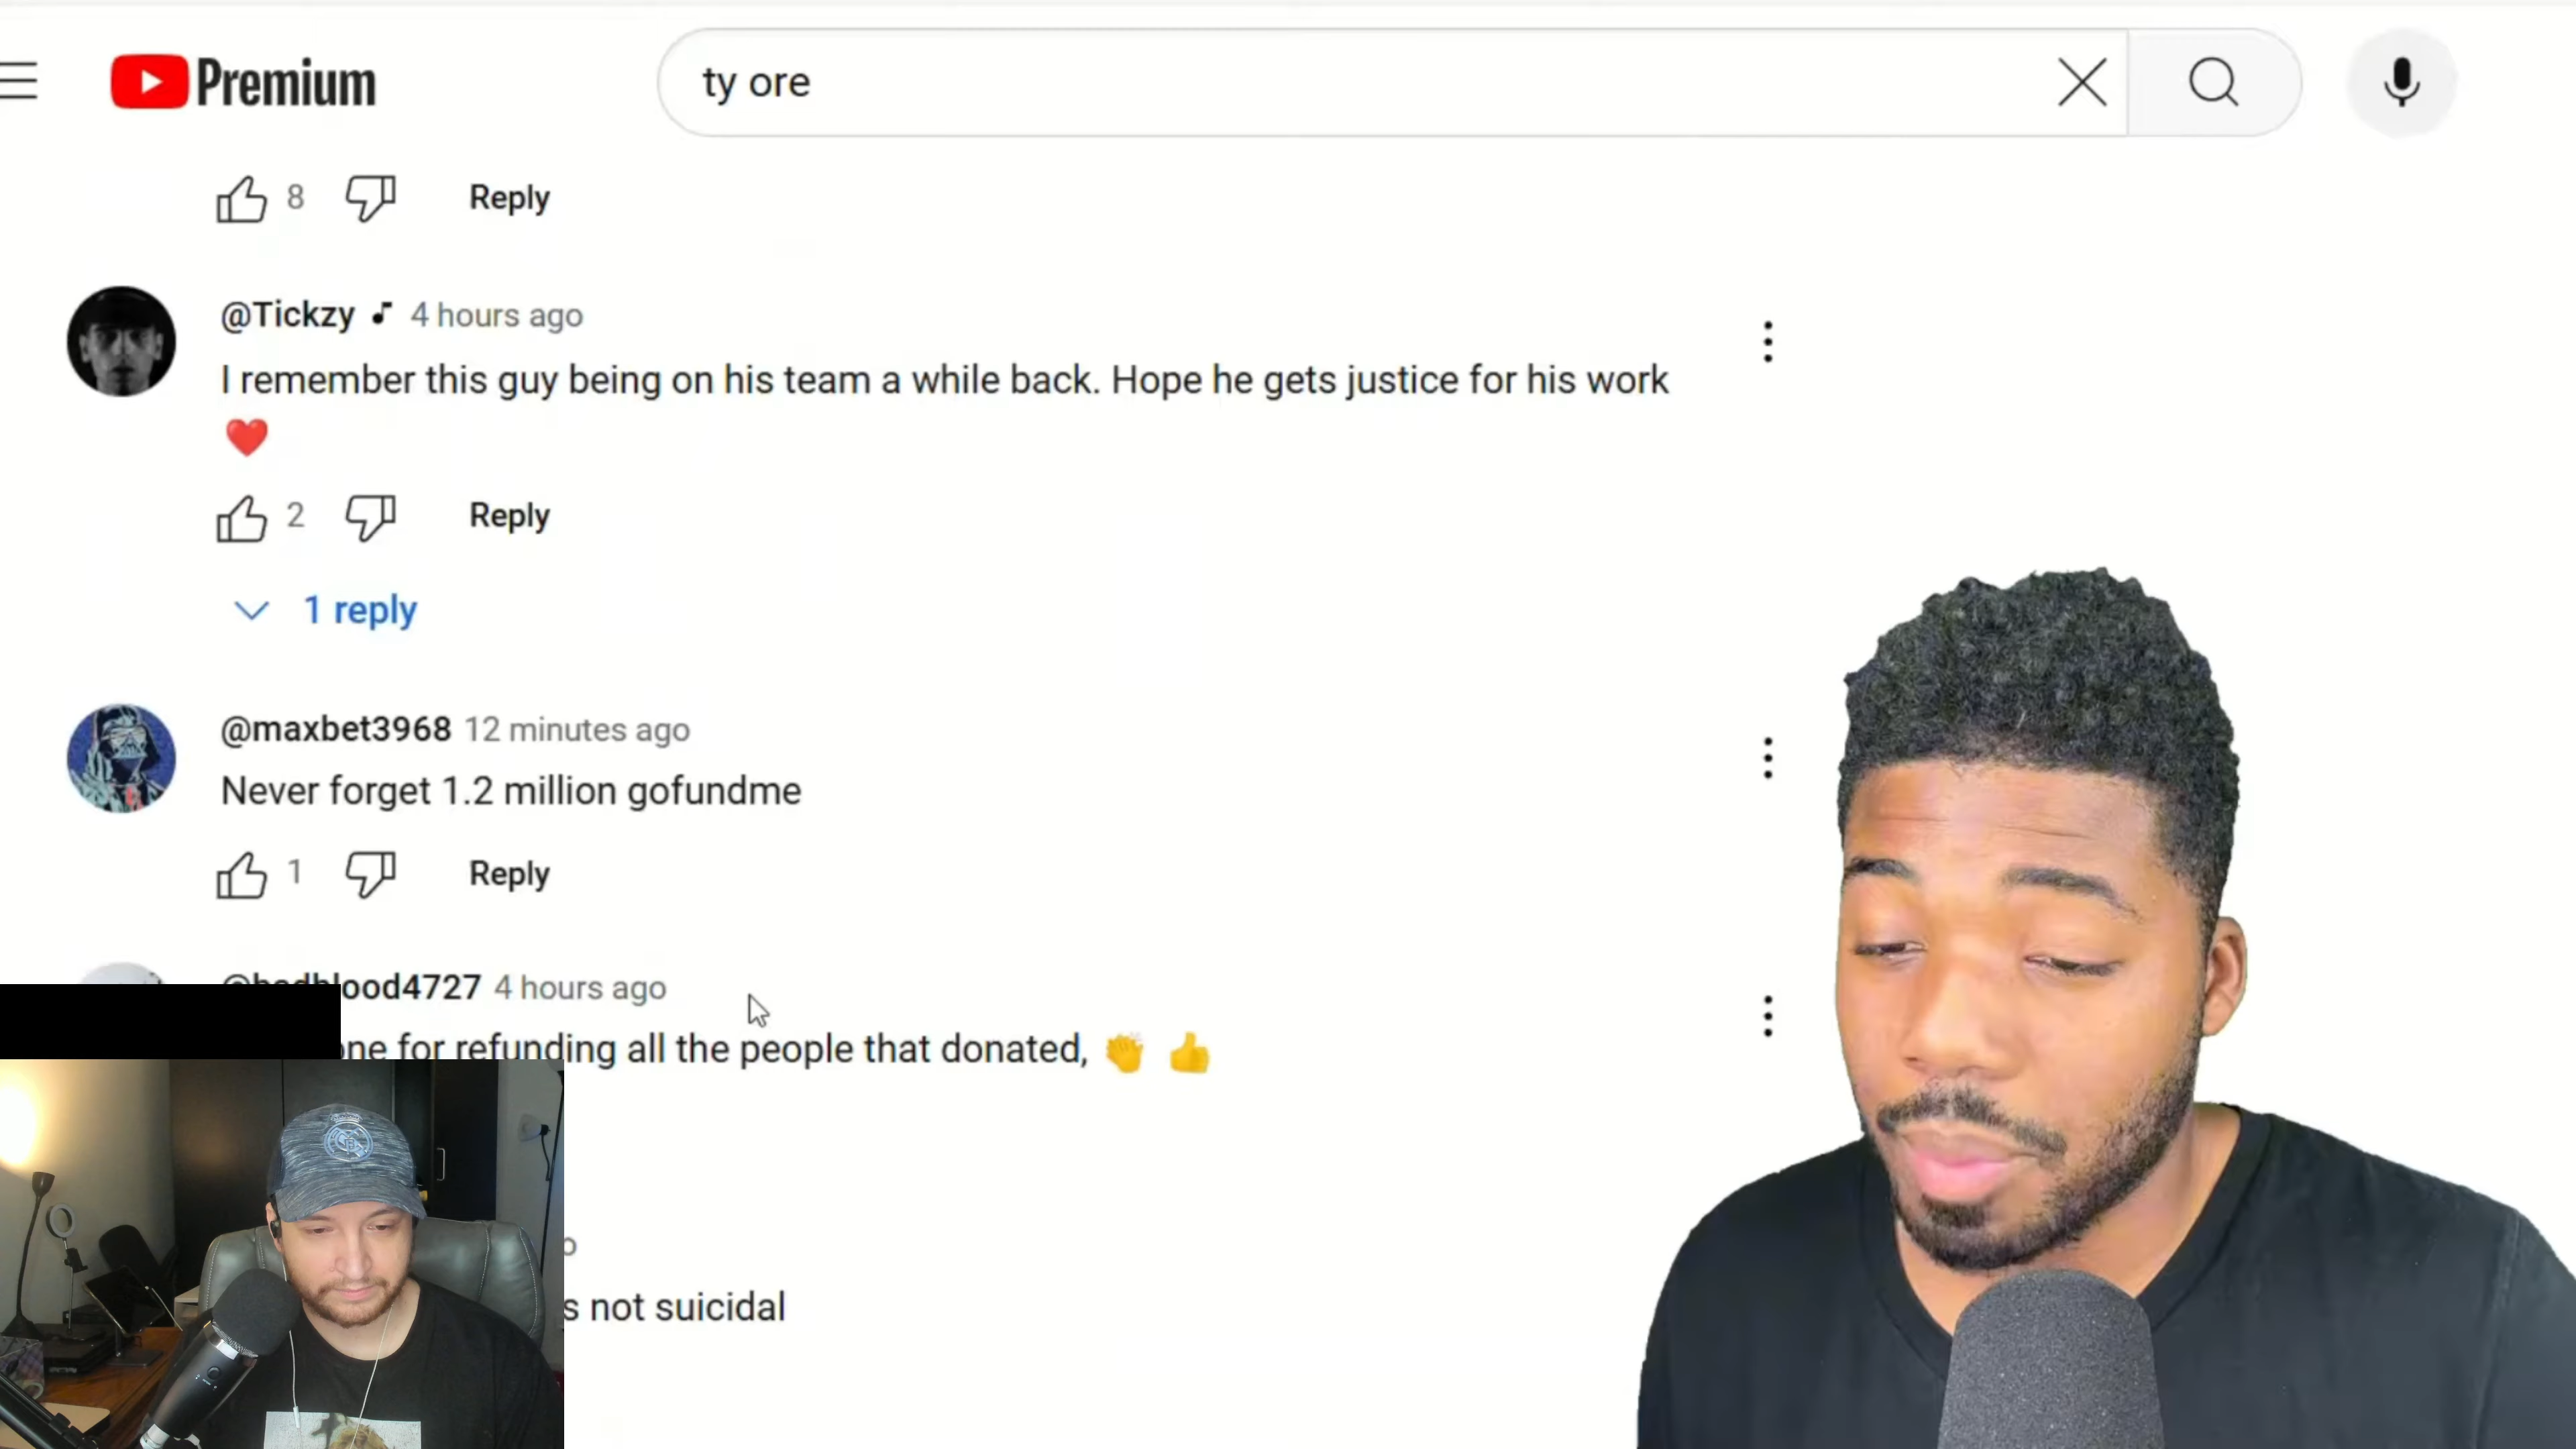 Premium
ty ore
8
Reply
@Tickzy 4 hours ago
I remember this guy being on his team a while back. Hope he gets justice for his work
❤️
2
Reply
1 reply
@maxbet3968 12 minutes ago
Never forget 1.2 million gofundme
1
Reply
4 hours ago
for refunding all the people that donated, 👏 👍
not suicidal